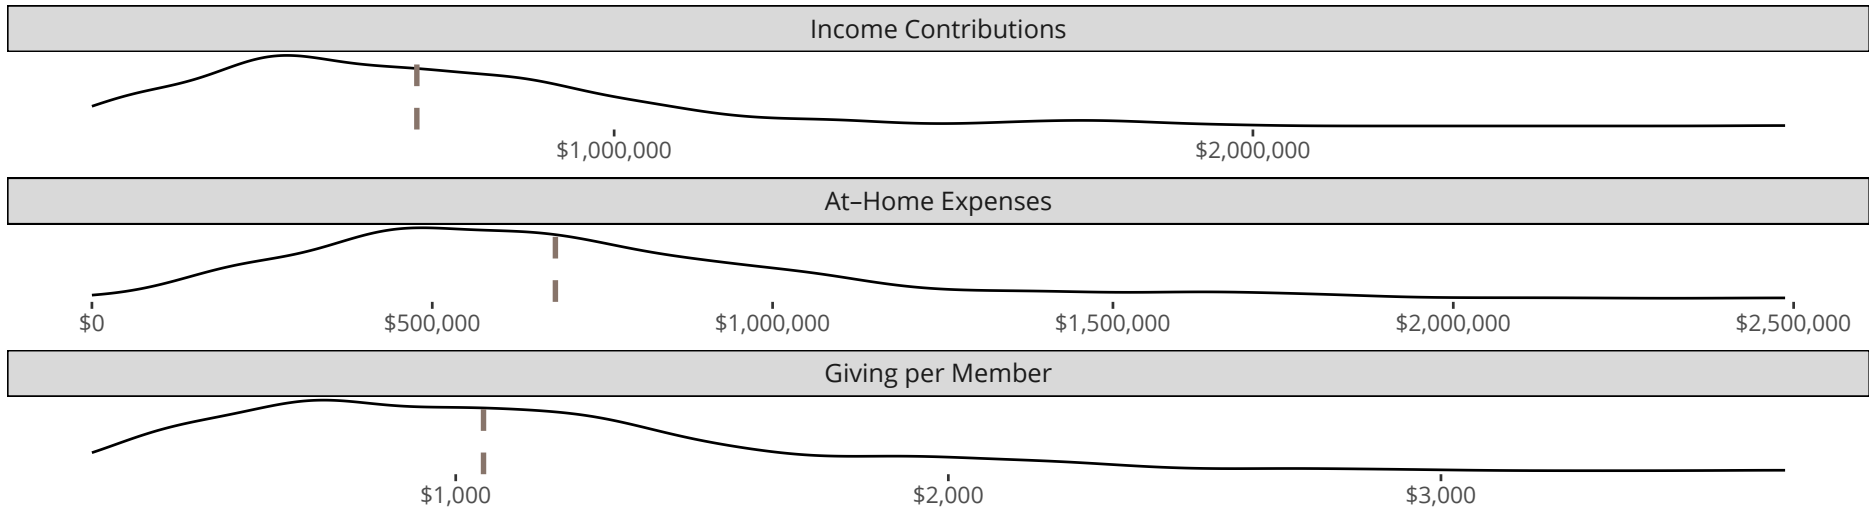 Income Contributions
$1,000,000 $2,000,000
At–Home Expenses
$0 $500,000 $1,000,000 $1,500,000 $2,000,000 $2,500,000
Giving per Member
$1,000 $2,000 $3,000